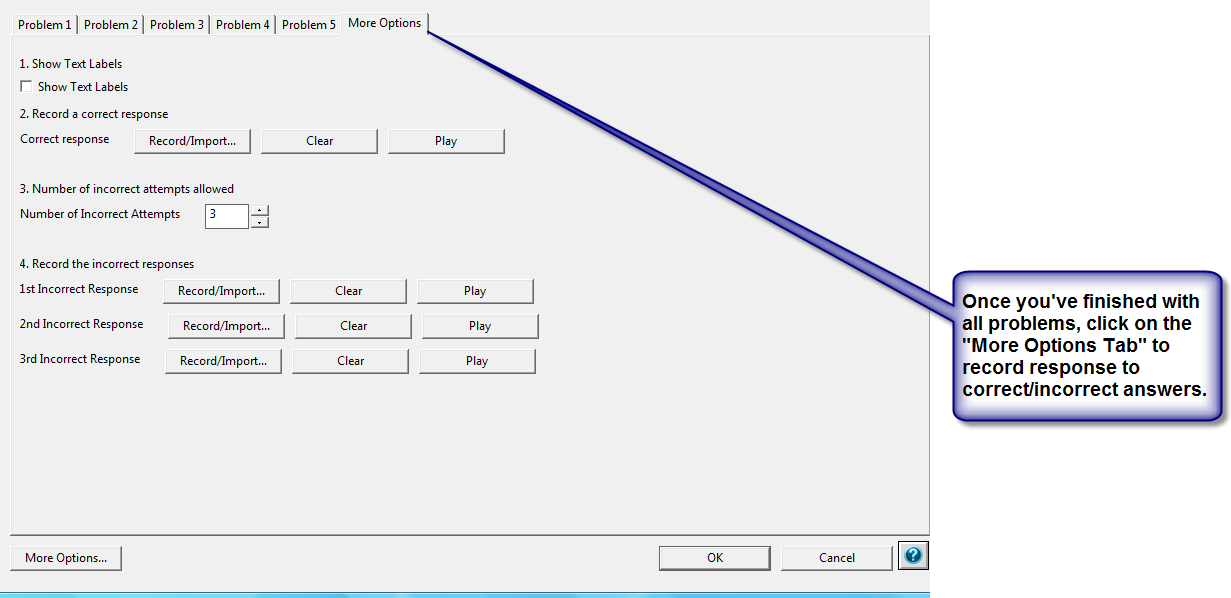 Problem 1 Problem 2 Problem 3 Problem 4 Problem 5 More Options
1. Show Text Labels
Show Text Labels
2. Record a correct response
Correct response Record/Import... Clear Play
3. Number of incorrect attempts allowed
Number of Incorrect Attempts 3
4. Record the incorrect responses
1st Incorrect Response Record/Import... Clear Play
2nd Incorrect Response Record/Import... Clear Play
3rd Incorrect Response Record/Import... Clear Play
More Options... OK Cancel ?
Once you've finished with
all problems, click on the
"More Options Tab" to
record response to
correct/incorrect answers.